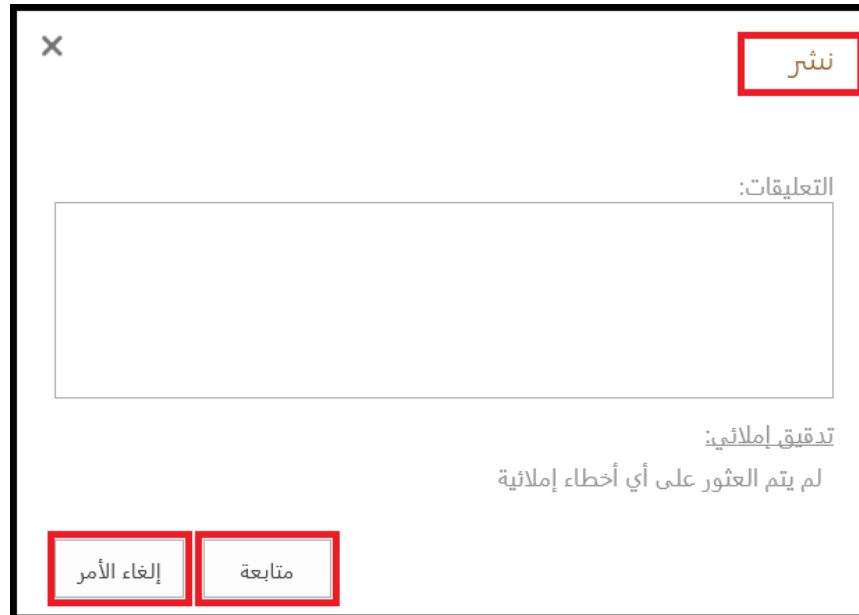 نشر
التعليقات:
تدقيق إملائي:
لم يتم العثور على أي أخطاء إملائية
متابعة إلغاء الأمر